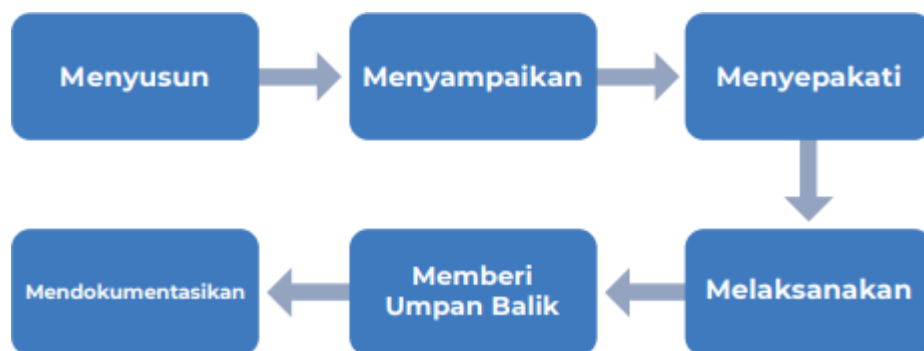 Menyusun
Menyampaikan
Menyepakati
Melaksanakan
Memberi
Umpan Balik
Mendokumentasikan